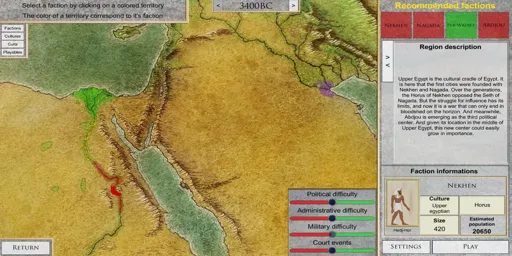 Select a faction by clicking on a colored territory
The color of a territory correspond to it's faction
Factions
Cultures
Cults
Playables
<
3400BC
>
Recommended factions
NEKHEN
NAGADA
ABDJOU
Region description
Upper Egypt is the cultural cradle of Egypt. It
is here that the first cities were founded with
Nekhen and Nagada. Over the generations,
the Horus of Nekhen opposed the Seth of
Nagada. But the struggle for influence has its
limits, and now it is a war that can only end in
bloodshed on the horizon. And meanwhile,
Abdjou is emerging as the third political
center. And given its location in the middle of
Upper Egypt, this new center could easily
grow in importance.
Political difficulty
Administrative difficulty
Military difficulty
Court events
Faction informations
NEKHEN
Culture
Upper
egyptian
Horus
Size
420
Estimated
population
20650
Hedj-Hor
RETURN
SETTINGS
PLAY